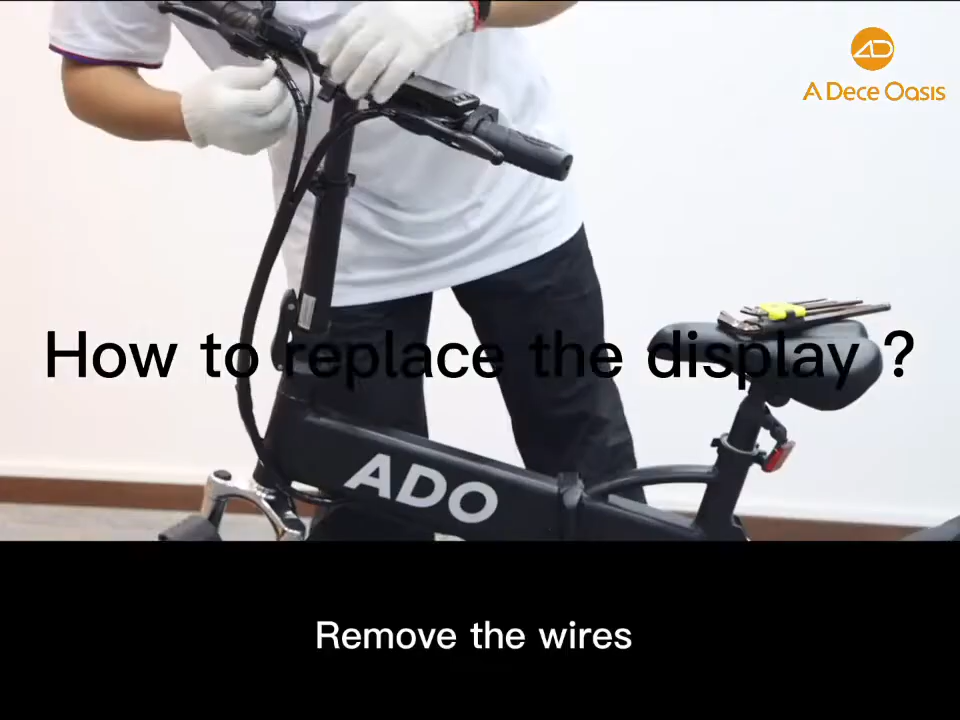 A Dece Oasis
How to replace the display ?
ADO
Remove the wires